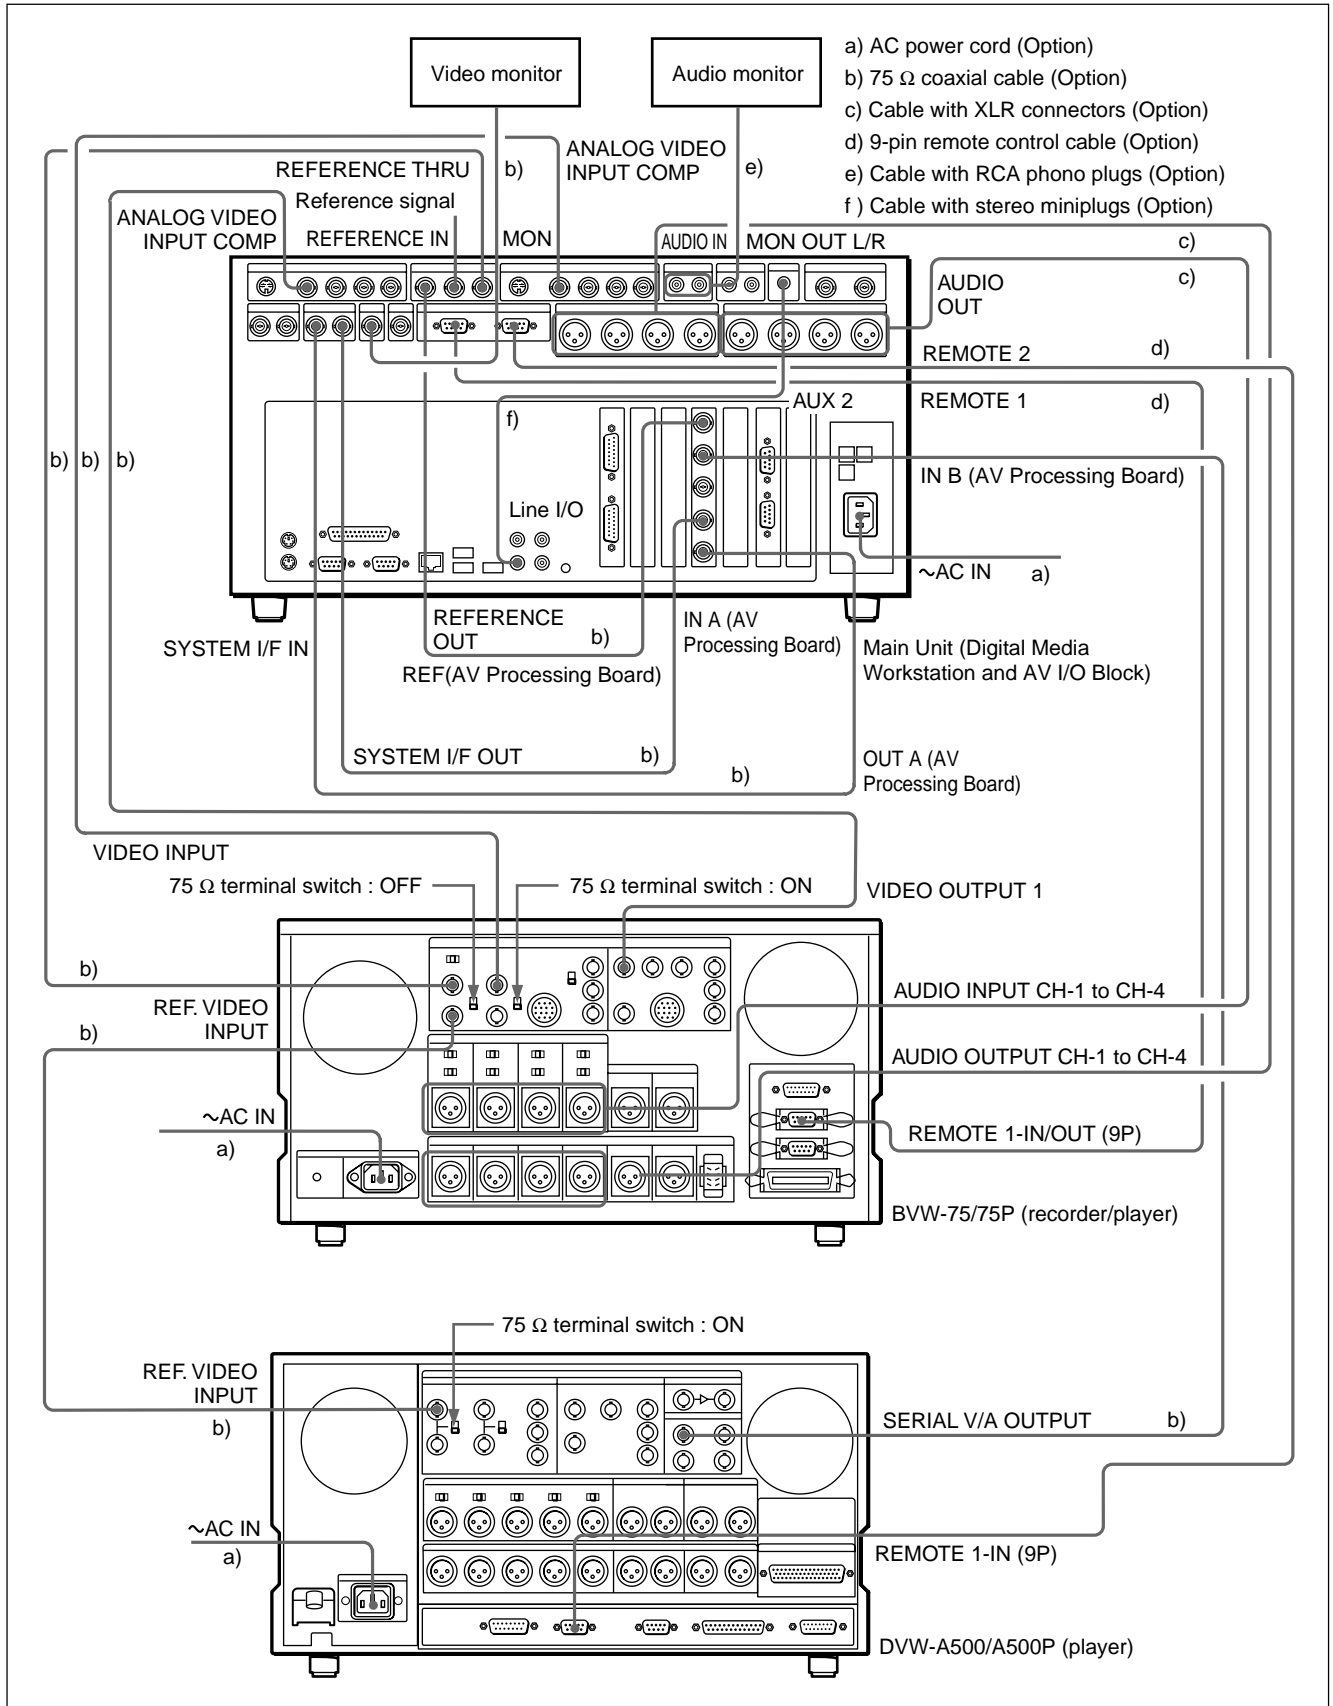 Video monitor
Audio monitor
a) AC power cord (Option)
b) 75 Ω coaxial cable (Option)
c) Cable with XLR connectors (Option)
d) 9-pin remote control cable (Option)
e) Cable with RCA phono plugs (Option)
f ) Cable with stereo miniplugs (Option)
REFERENCE THRU
b)
ANALOG VIDEO
INPUT COMP
e)
Reference signal
ANALOG VIDEO
INPUT COMP
REFERENCE IN
MON
AUDIO IN
MON OUT L/R
c)
AUDIO
OUT
c)
REMOTE 2
d)
AUX 2
REMOTE 1
d)
f)
b)
b)
b)
IN B (AV Processing Board)
Line I/O
~AC IN
a)
SYSTEM I/F IN
REFERENCE
OUT
b)
IN A (AV
Processing Board)
Main Unit (Digital Media
Workstation and AV I/O Block)
REF(AV Processing Board)
SYSTEM I/F OUT
b)
b)
OUT A (AV
Processing Board)
VIDEO INPUT
75 Ω terminal switch : OFF
75 Ω terminal switch : ON
VIDEO OUTPUT 1
b)
REF. VIDEO
INPUT
b)
AUDIO INPUT CH-1 to CH-4
AUDIO OUTPUT CH-1 to CH-4
~AC IN
a)
REMOTE 1-IN/OUT (9P)
BVW-75/75P (recorder/player)
75 Ω terminal switch : ON
REF. VIDEO
INPUT
b)
SERIAL V/A OUTPUT
b)
~AC IN
a)
REMOTE 1-IN (9P)
DVW-A500/A500P (player)